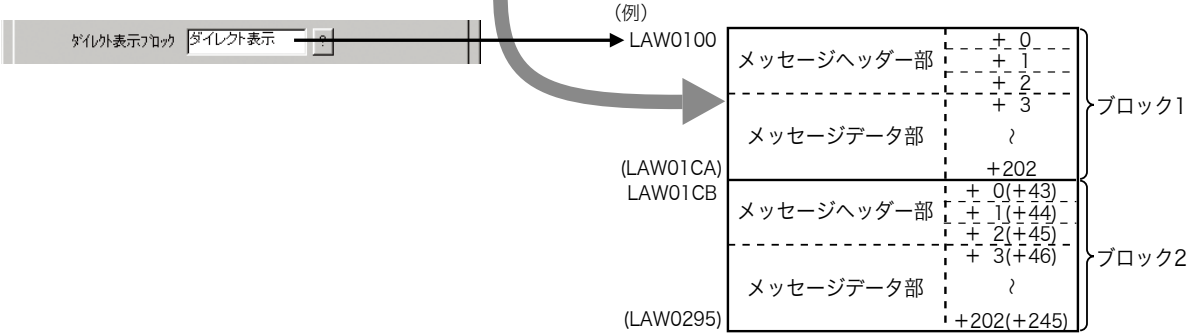 (例)
ﾀﾞｲﾚｸﾄ表示ﾌﾞﾛｯｸ ダイレクト表示 ?
LAW0100
メッセージヘッダー部
+ 0
+ 1
+ 2
+ 3
メッセージデータ部
~
(LAW01CA)
+202
ブロック1
LAW01CB
メッセージヘッダー部
+ 0(+43)
+ 1(+44)
+ 2(+45)
+ 3(+46)
メッセージデータ部
~
(LAW0295)
+202(+245)
ブロック2